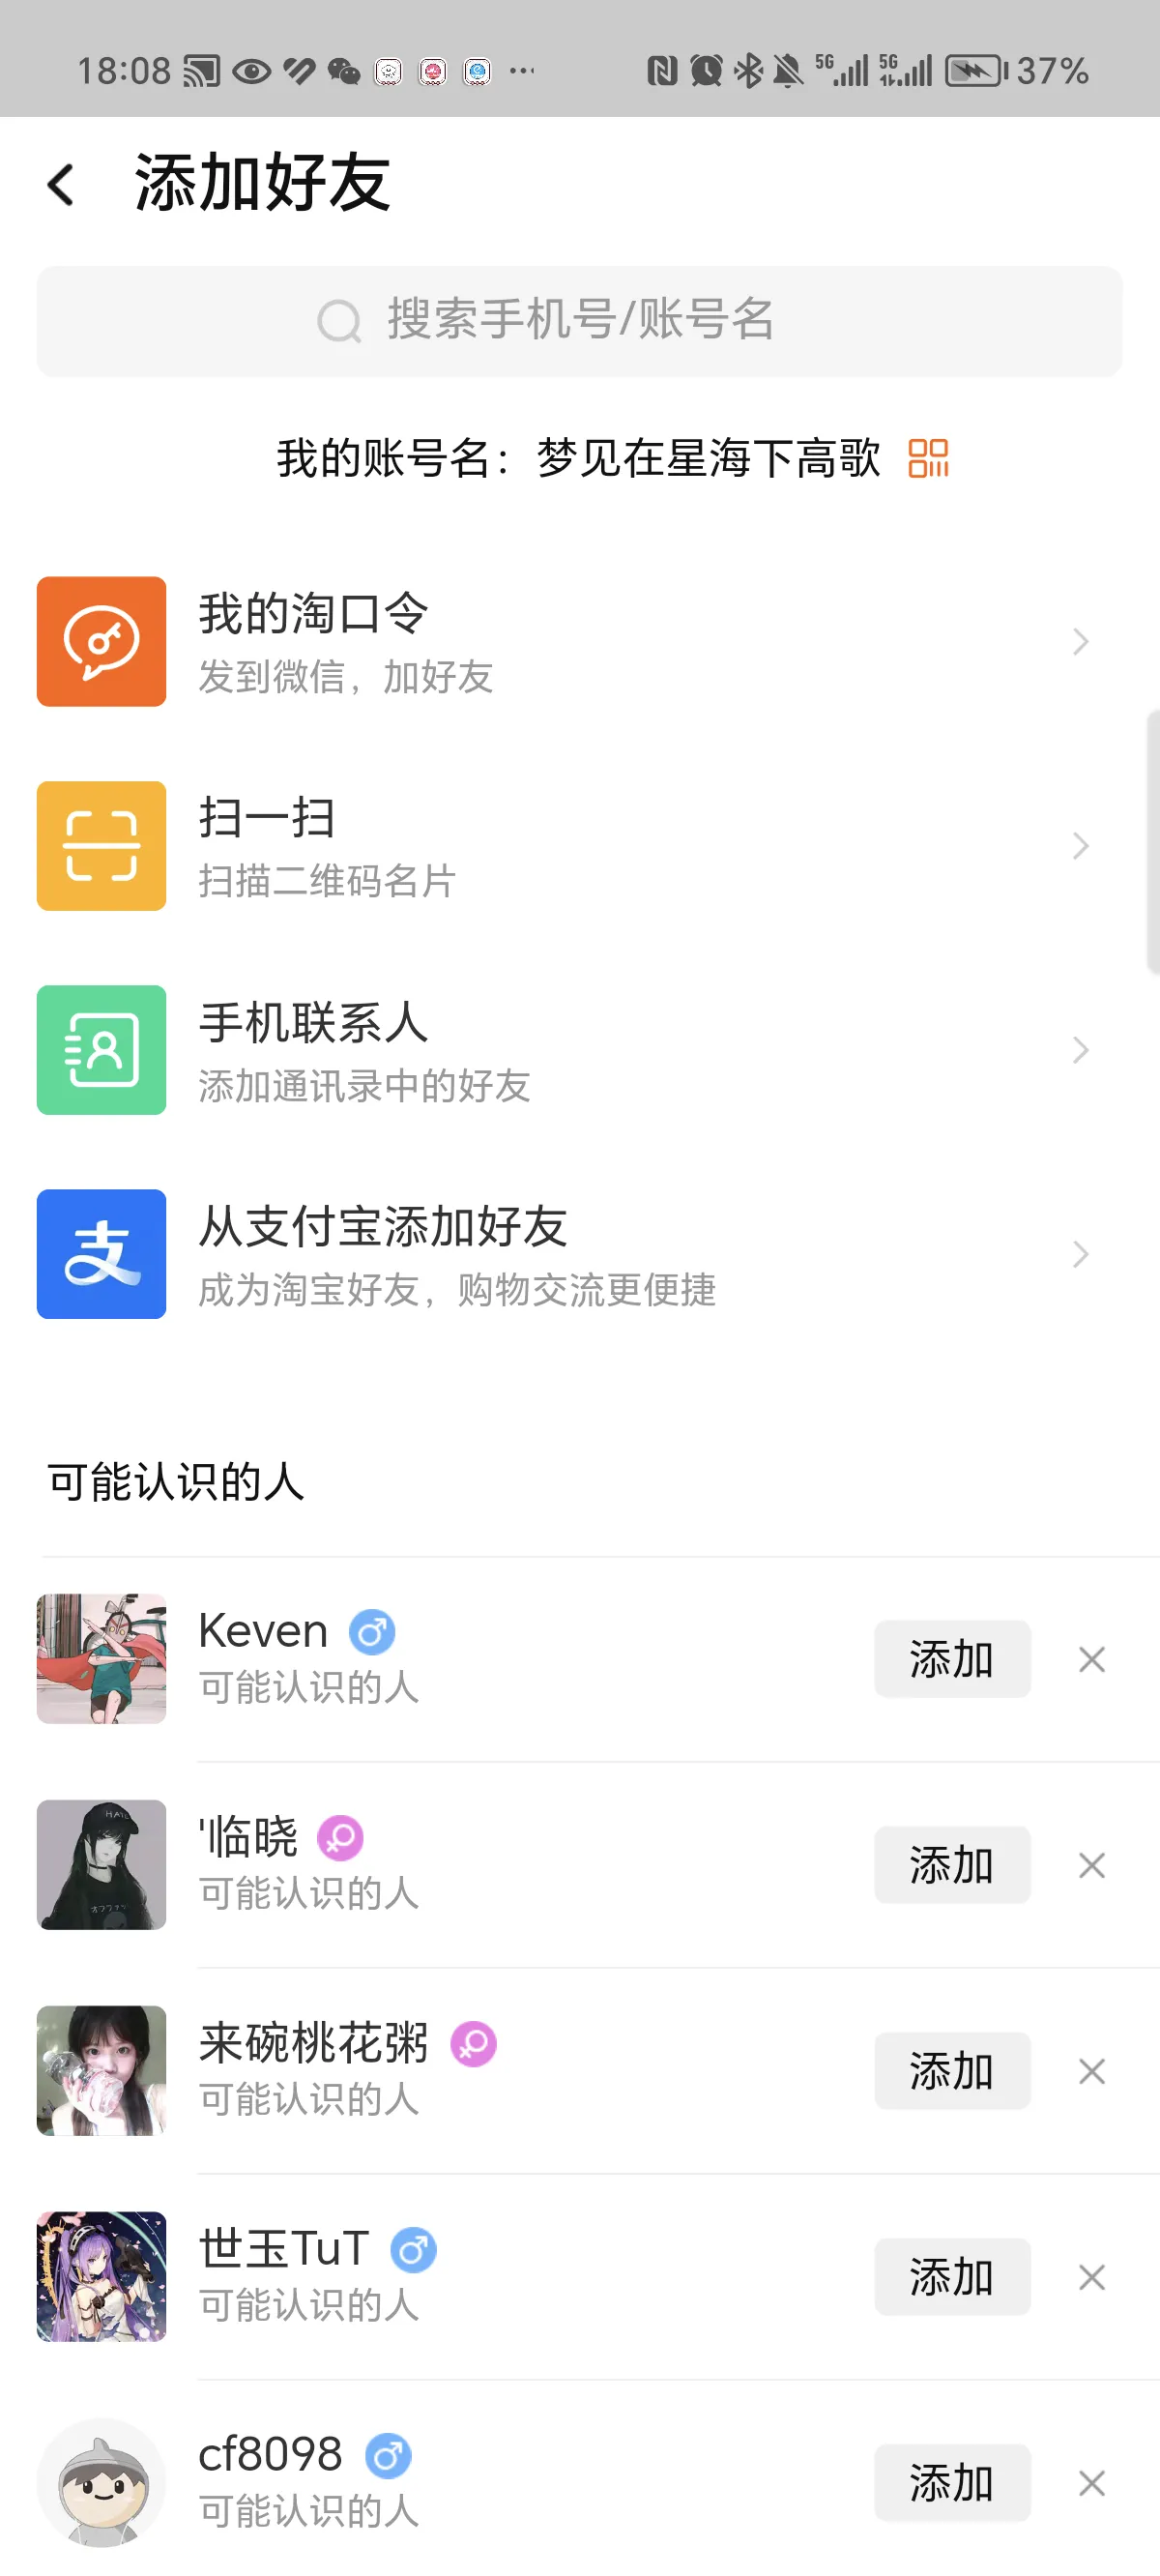 18:08 5G 5G 37%
添加好友
搜索手机号/账号名
我的账号名：梦见在星海下高歌
我的淘口令
发到微信，加好友
扫一扫
扫描二维码名片
手机联系人
添加通讯录中的好友
支
从支付宝添加好友
成为淘宝好友，购物交流更便捷
可能认识的人
Keven
可能认识的人
添加
'临晓
可能认识的人
添加
来碗桃花粥
可能认识的人
添加
世玉TuT
可能认识的人
添加
cf8098
可能认识的人
添加